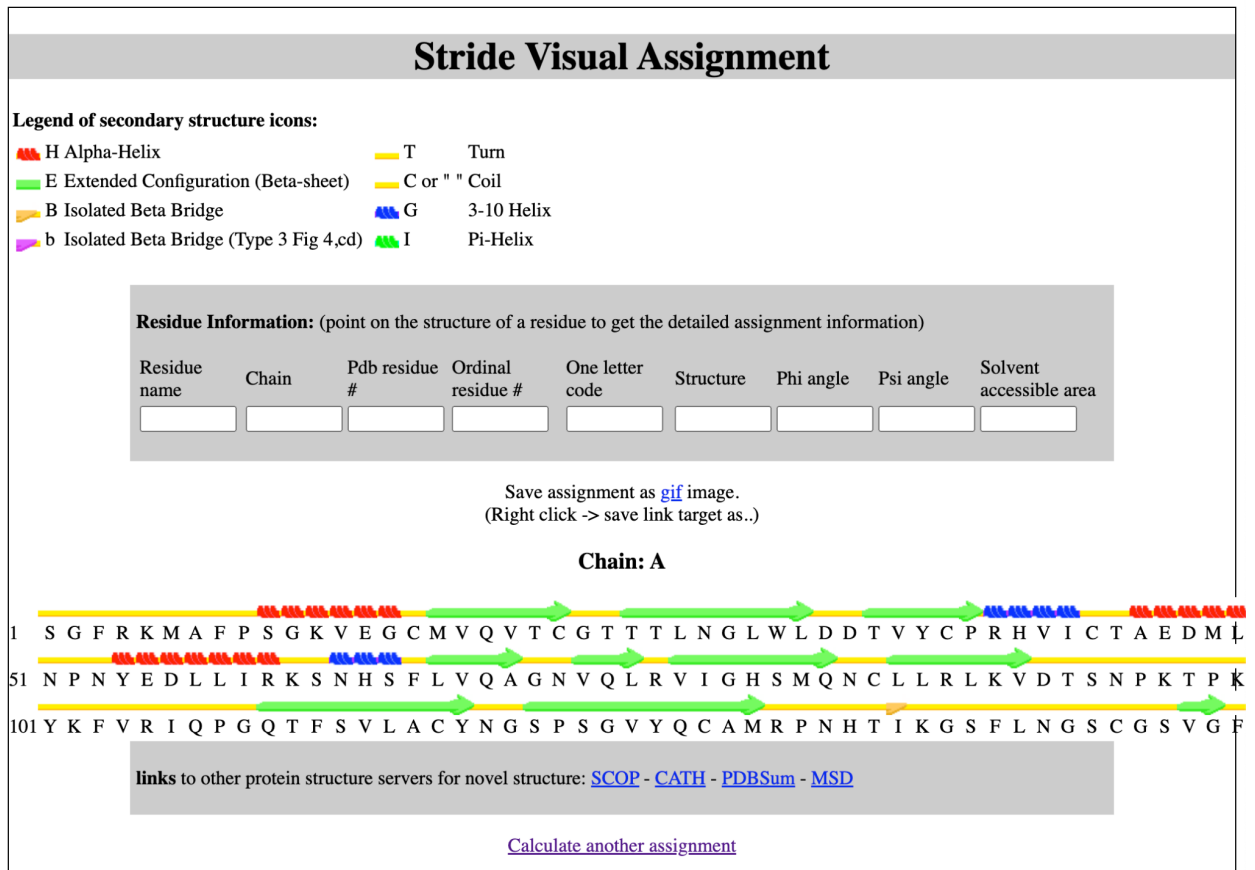 Stride Visual Assignment
Legend of secondary structure icons:
H Alpha-Helix T Turn
E Extended Configuration (Beta-sheet) C or " " Coil
B Isolated Beta Bridge G 3-10 Helix
b Isolated Beta Bridge (Type 3 Fig 4,cd) I Pi-Helix
Residue Information: (point on the structure of a residue to get the detailed assignment information)
Residue name Chain Pdb residue # Ordinal residue # One letter code Structure Phi angle Psi angle Solvent accessible area
Save assignment as gif image.
(Right click -> save link target as..)
Chain: A
1 S G F R K M A F P S G K V E G C M V Q V T C G T T T L N G L W L D D T V Y C P R H V I C T A E D M L
51 N P N Y E D L L I R K S N H S F L V Q A G N V Q L R V I G H S M Q N C L L R L K V D T S N P K T P K
101 Y K F V R I Q P G Q T F S V L A C Y N G S P S G V Y Q C A M R P N H T I K G S F L N G S C G S V G F
links to other protein structure servers for novel structure: SCOP - CATH - PDBSum - MSD
Calculate another assignment